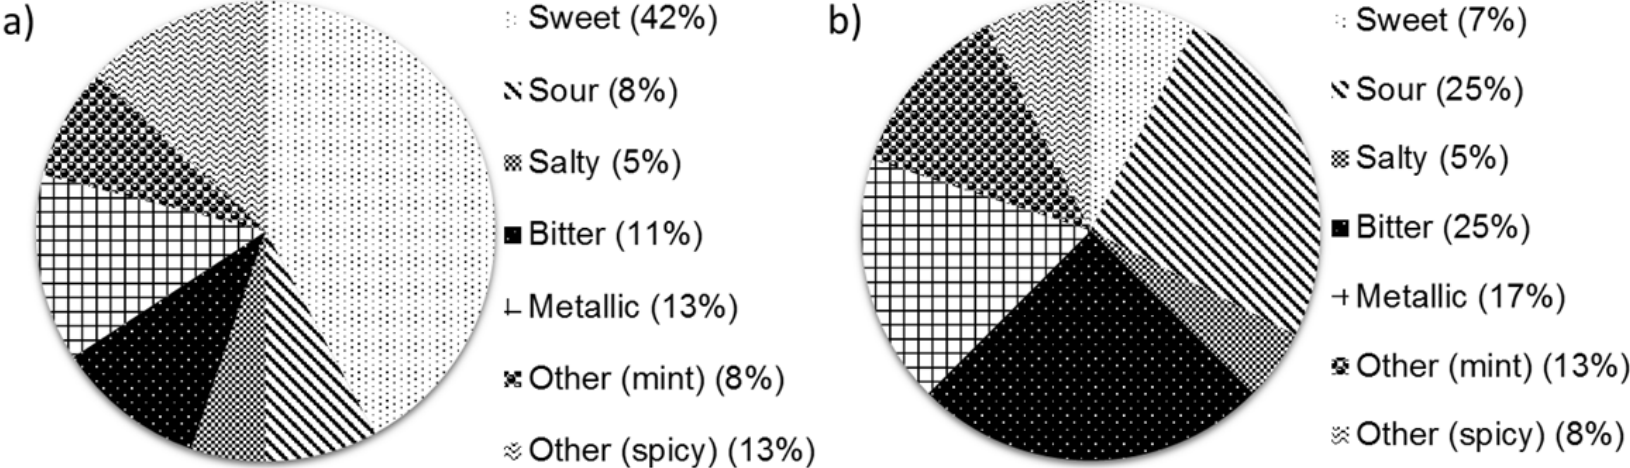 a)
Sweet (42%)
Sour (8%)
Salty (5%)
Bitter (11%)
Metallic (13%)
Other (mint) (8%)
Other (spicy) (13%)
b)
Sweet (7%)
Sour (25%)
Salty (5%)
Bitter (25%)
Metallic (17%)
Other (mint) (13%)
Other (spicy) (8%)